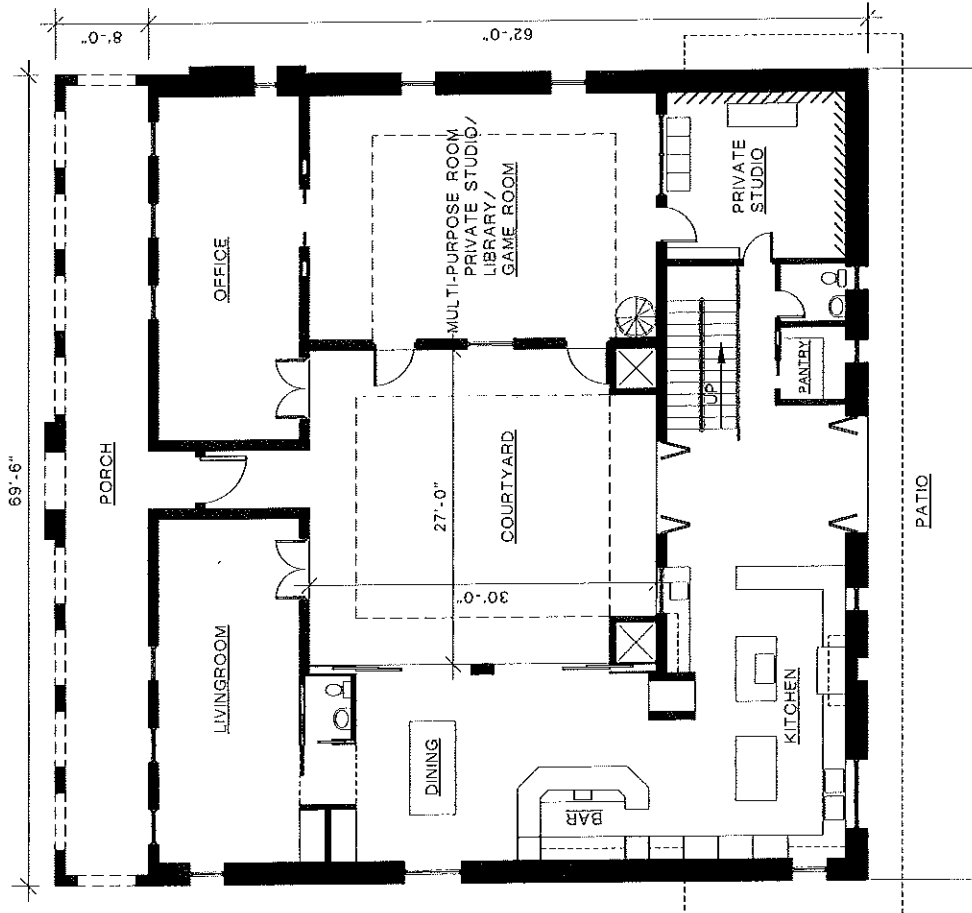 69'-6"
8'-0"
62'-0"
PORCH
OFFICE
LIVINGROOM
MULTI-PURPOSE ROOM
PRIVATE STUDIO/
LIBRARY/
GAME ROOM
COURTYARD
27'-0"
30'-0"
DINING
BAR
KITCHEN
PRIVATE
STUDIO
UP
PANTRY
PATIO